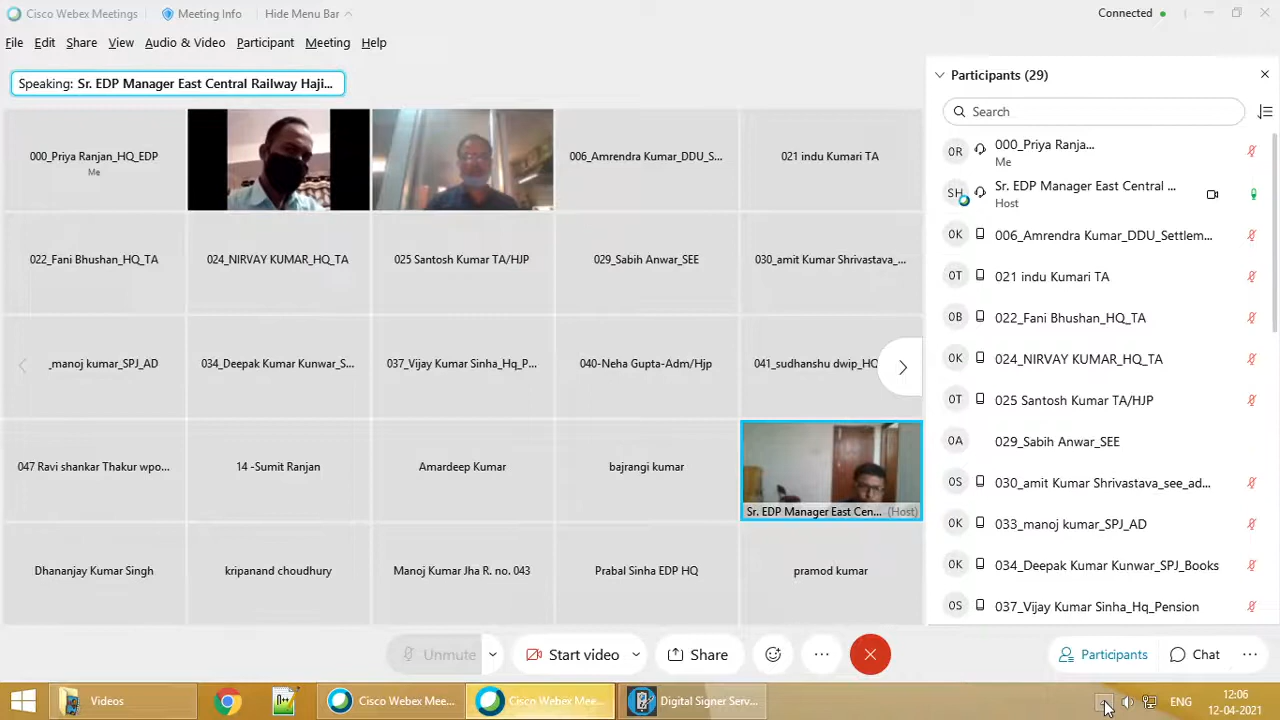 Cisco Webex Meetings
Meeting Info
Hide Menu Bar
Connected
File Edit Share View Audio & Video Participant Meeting Help
Speaking: Sr. EDP Manager East Central Railway Haji...
000_Priya Ranjan_HQ_EDP
Me
006_Amrendra Kumar_DDU_S...
021 indu Kumari TA
022_Fani Bhushan_HQ_TA
024_NIRVAY KUMAR_HQ_TA
025 Santosh Kumar TA/HJP
029_Sabih Anwar_SEE
030_amit Kumar Shrivastava_...
_manoj kumar_SPJ_AD
034_Deepak Kumar Kunwar_S...
037_Vijay Kumar Sinha_Hq_P...
040-Neha Gupta-Adm/Hjp
041_sudhanshu dwip_HQ
047 Ravi shankar Thakur wpo...
14 -Sumit Ranjan
Amardeep Kumar
bajrangi kumar
Sr. EDP Manager East Cen... (Host)
Dhananjay Kumar Singh
kripanand choudhury
Manoj Kumar Jha R. no. 043
Prabal Sinha EDP HQ
pramod kumar
Participants (29)
Search
0R 000_Priya Ranja...
Me
SH Sr. EDP Manager East Central ...
Host
0K 006_Amrendra Kumar_DDU_Settlem...
0T 021 indu Kumari TA
0B 022_Fani Bhushan_HQ_TA
0K 024_NIRVAY KUMAR_HQ_TA
0T 025 Santosh Kumar TA/HJP
0A 029_Sabih Anwar_SEE
0S 030_amit Kumar Shrivastava_see_ad...
0K 033_manoj kumar_SPJ_AD
0K 034_Deepak Kumar Kunwar_SPJ_Books
0S 037_Vijay Kumar Sinha_Hq_Pension
Unmute
Start video
Share
Participants
Chat
Videos
Cisco Webex Mee...
Cisco Webex Mee...
Digital Signer Serv...
ENG
12:06
12-04-2021